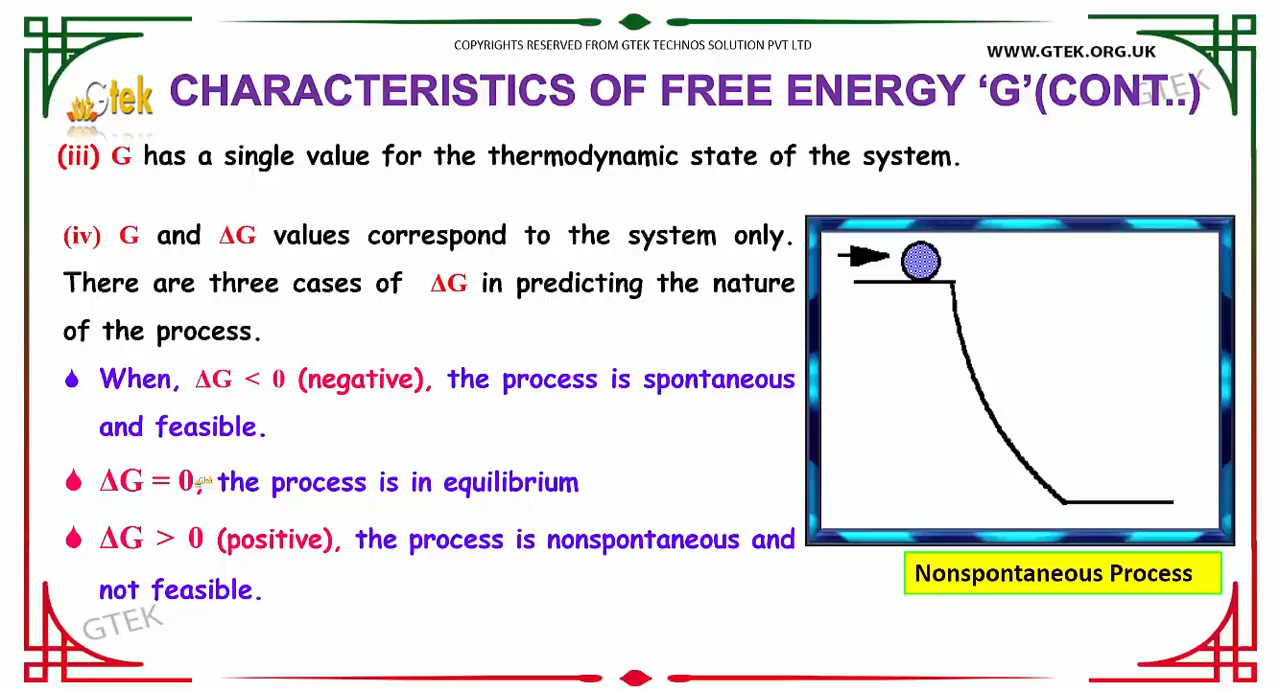 COPYRIGHTS RESERVED FROM GTEK TECHNOS SOLUTION PVT LTD
WWW.GTEK.ORG.UK
Gtek
CHARACTERISTICS OF FREE ENERGY ‘G’(CONT..)
GTEK
(iii) G has a single value for the thermodynamic state of the system.
(iv) G and ΔG values correspond to the system only.
There are three cases of ΔG in predicting the nature
of the process.
When, ΔG < 0 (negative), the process is spontaneous
and feasible.
ΔG = 0, the process is in equilibrium
ΔG > 0 (positive), the process is nonspontaneous and
not feasible.
Nonspontaneous Process
GTEK